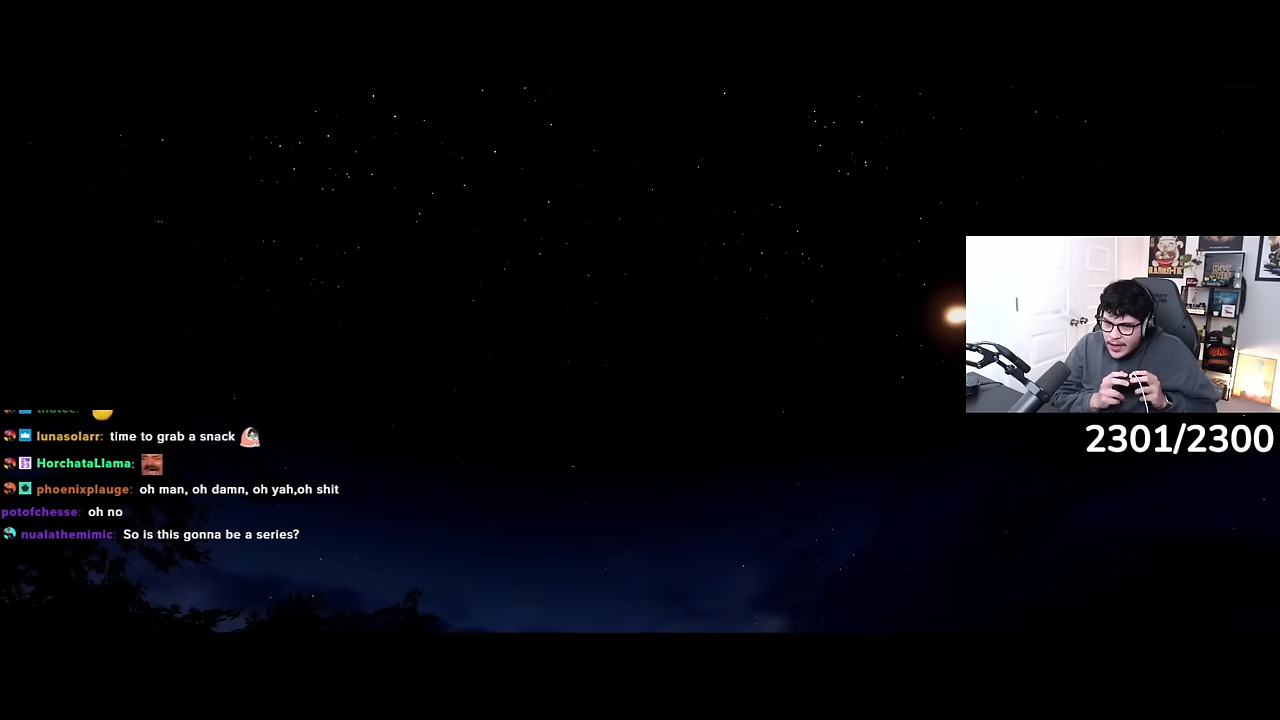 lunasolarr: time to grab a snack
HorchataLlama:
phoenixplauge: oh man, oh damn, oh yah,oh shit
potofchesse: oh no
nualathemimic: So is this gonna be a series?
2301/2300